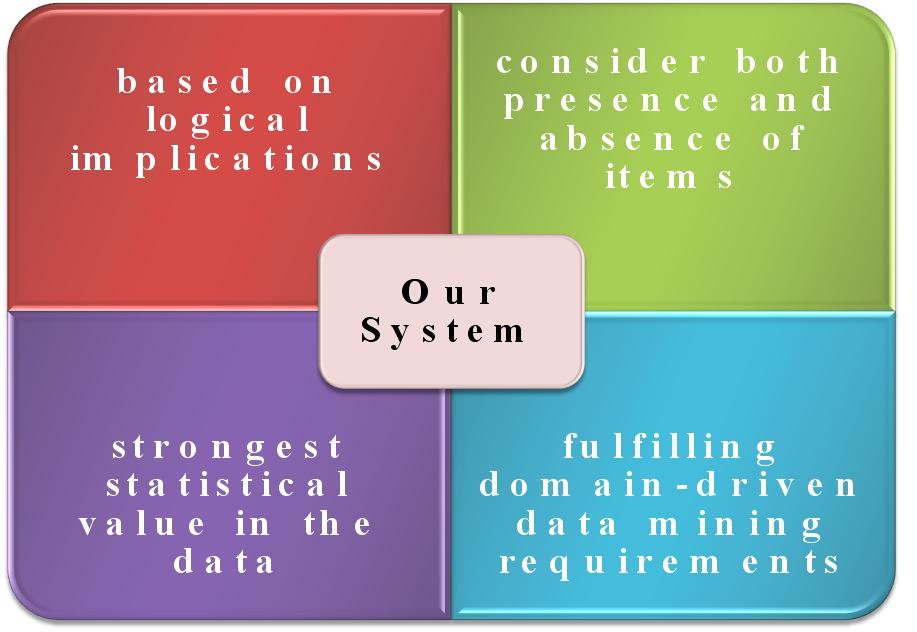 based on
logical
implications
consider both
presence and
absence of
items
Our
System
strongest
statistical
value in the
data
fulfilling
domain-driven
data mining
requirements